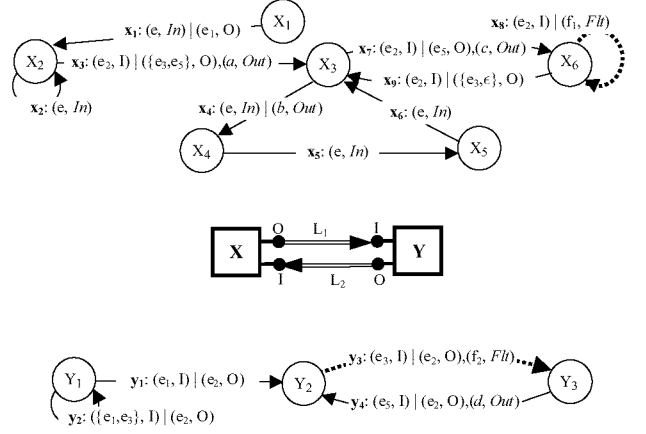 x₁: (e, In) | (e₁, O)
X₁
x₈: (e₂, I) | (f₁, Flt)
X₂
x₃: (e₂, I) | ({e₃,e₅}, O),(a, Out)
X₃
x₇: (e₂, I) | (e₅, O),(c, Out)
X₆
x₉: (e₂, I) | ({e₃,ϵ}, O)
x₂: (e, In)
x₄: (e, In) | (b, Out)
x₆: (e, In)
X₄
x₅: (e, In)
X₅
X
O
L₁
I
Y
I
L₂
O
Y₁
y₁: (e₁, I) | (e₂, O)
Y₂
y₃: (e₃, I) | (e₂, O),(f₂, Flt)
Y₃
y₂: ({e₁,e₃}, I) | (e₂, O)
y₄: (e₅, I) | (e₂, O),(d, Out)